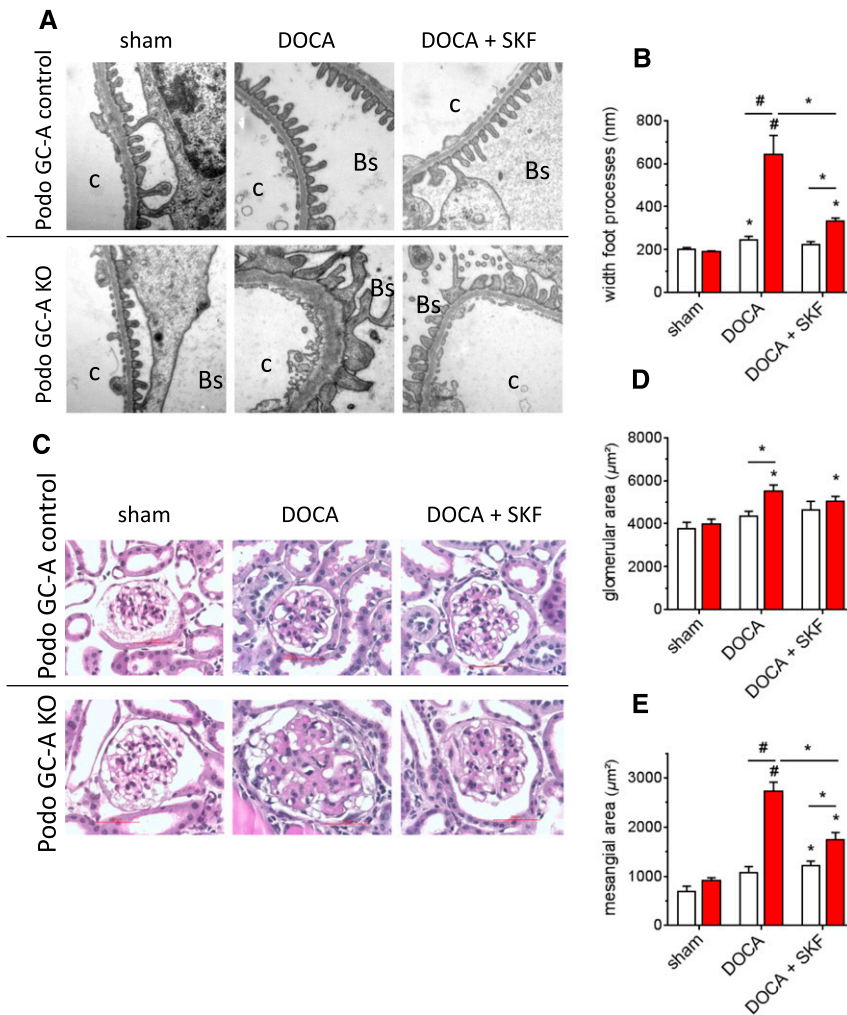 A
sham
DOCA
DOCA + SKF
Podo GC-A control
c
Bs
c
c
Bs
Podo GC-A KO
c
Bs
c
Bs
Bs
c
B
width foot processes (nm)
800
600
400
200
0
*
#
#
*
*
*
sham
DOCA
DOCA + SKF
C
sham
DOCA
DOCA + SKF
Podo GC-A control
Podo GC-A KO
D
glomerular area (µm²)
8000
6000
4000
2000
0
*
*
*
sham
DOCA
DOCA + SKF
E
mesangial area (µm²)
3000
2000
1000
0
#
#
*
*
*
*
sham
DOCA
DOCA + SKF